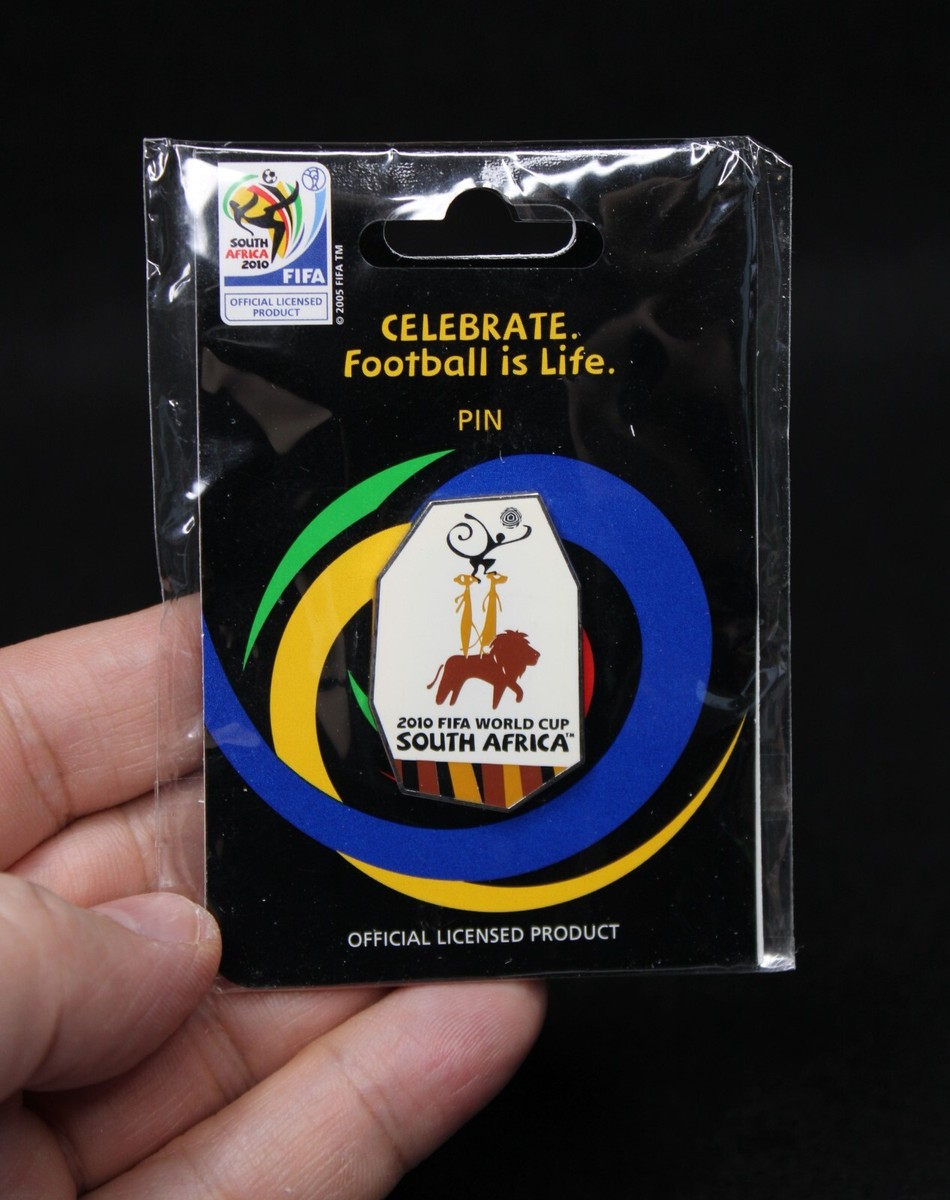 SOUTH
AFRICA
2010
FIFA
OFFICIAL LICENSED
PRODUCT
© 2005 FIFA TM
CELEBRATE.
Football is Life.
PIN
2010 FIFA WORLD CUP
SOUTH AFRICA™
OFFICIAL LICENSED PRODUCT